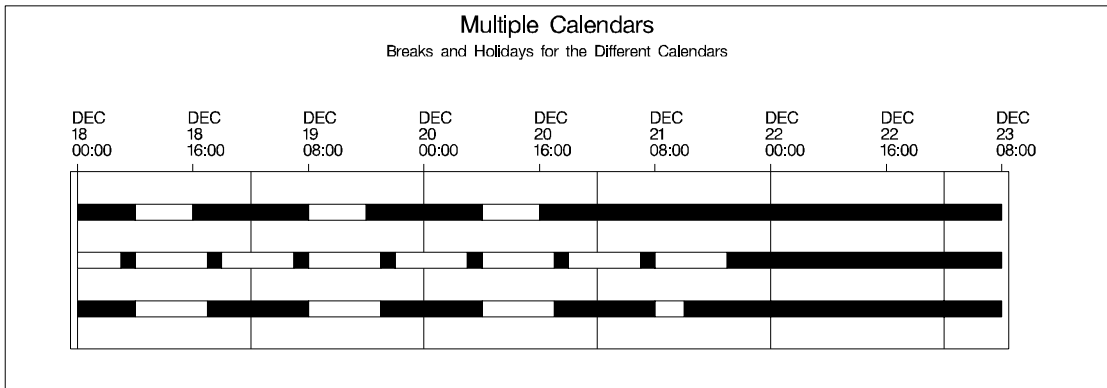 Multiple Calendars
Breaks and Holidays for the Different Calendars
DEC DEC DEC DEC DEC DEC DEC DEC DEC
18 18 19 20 20 21 22 22 23
00:00 16:00 08:00 00:00 16:00 08:00 00:00 16:00 08:00